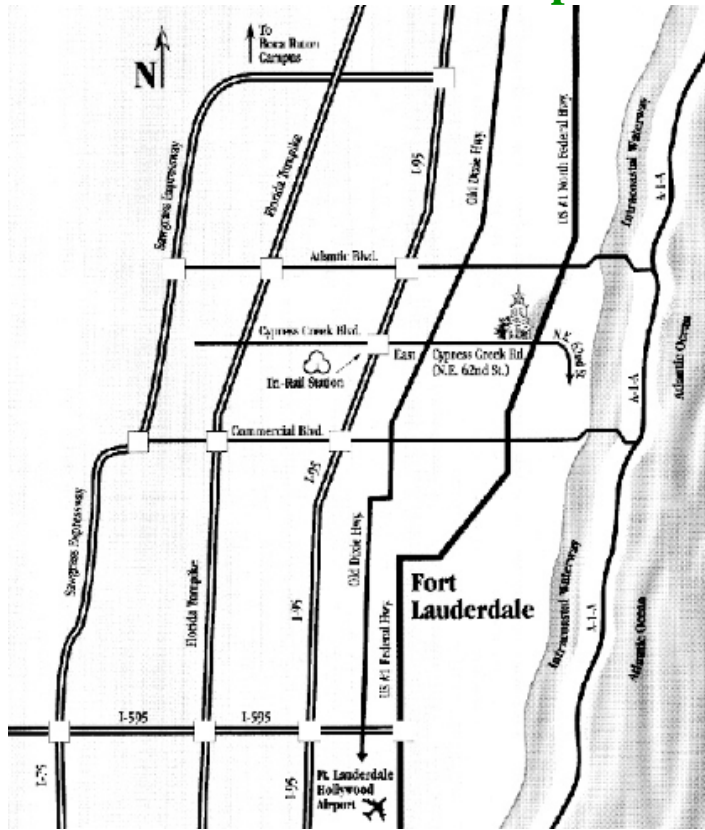 To
Boca Raton
Campus
N
Sawgrass Expressway
Florida Turnpike
I-95
Old Dixie Hwy.
US #1 North Federal Hwy.
Intracoastal Waterway
A-1-A
Atlantic Blvd.
Cypress Creek Blvd.
Tri-Rail Station
East
Cypress Creek Rd.
(N.E. 62nd St.)
N.E. 62nd St.
A-1-A
Atlantic Ocean
Commercial Blvd.
I-95
Sawgrass Expressway
Florida Turnpike
I-95
Old Dixie Hwy.
US #1 Federal Hwy.
Fort
Lauderdale
Intracoastal Waterway
A-1-A
Atlantic Ocean
I-595
I-595
I-75
I-95
Ft. Lauderdale
Hollywood
Airport